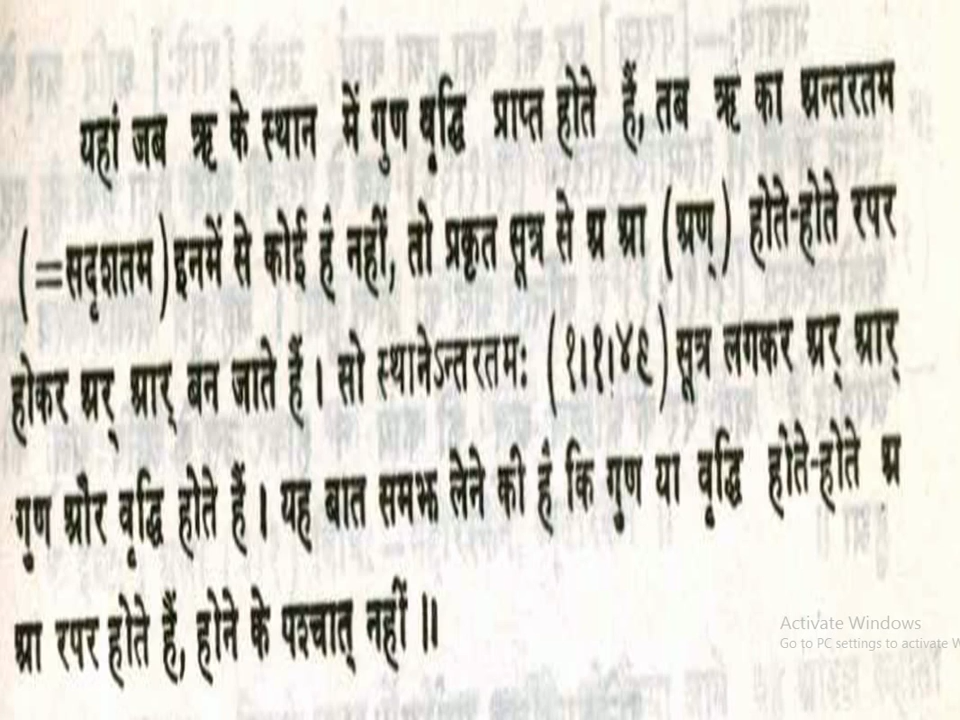 यहां जब ऋ के स्थान में गुण वृद्धि प्राप्त होते हैं, तब ऋ का अन्तरतम
(=सदृशतम) इनमें से कोई है नहीं, तो प्रकृत सूत्र से अ आ (अण्) होते-होते रपर
होकर अर् आर् बन जाते हैं । सो स्थानेऽन्तरतमः (१।१।४९) सूत्र लगकर अर् आर्
गुण और वृद्धि होते हैं । यह बात समझ लेने की है कि गुण या वृद्धि होते-होते अ
आ रपर होते हैं, होने के पश्चात् नहीं ॥
Activate Windows
Go to PC settings to activate W